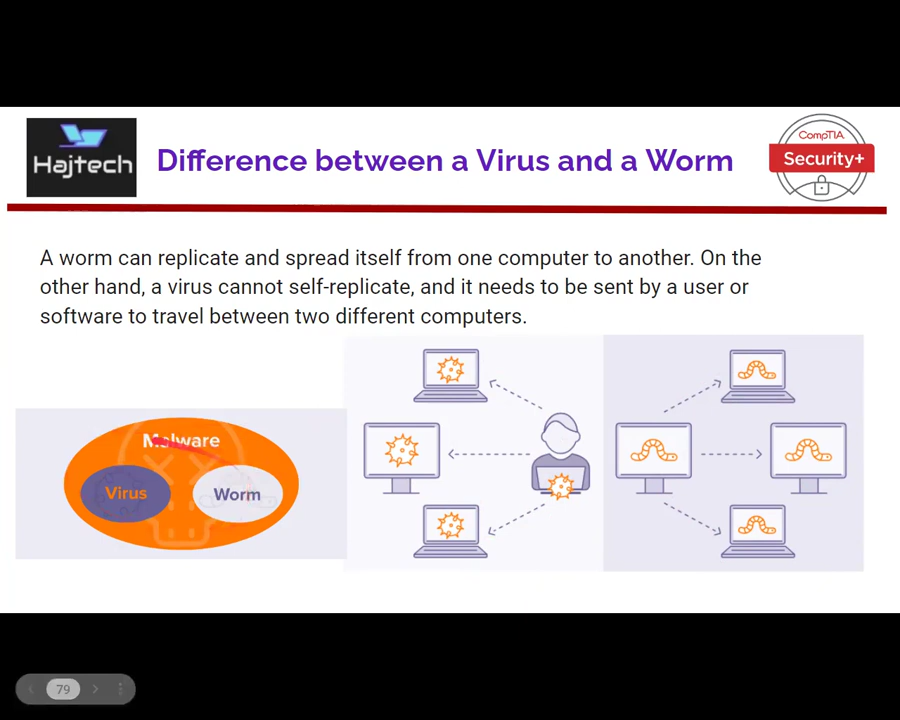 Hajtech
Difference between a Virus and a Worm
CompTIA
Security+
A worm can replicate and spread itself from one computer to another. On the
other hand, a virus cannot self-replicate, and it needs to be sent by a user or
software to travel between two different computers.
Malware
Virus
Worm
79